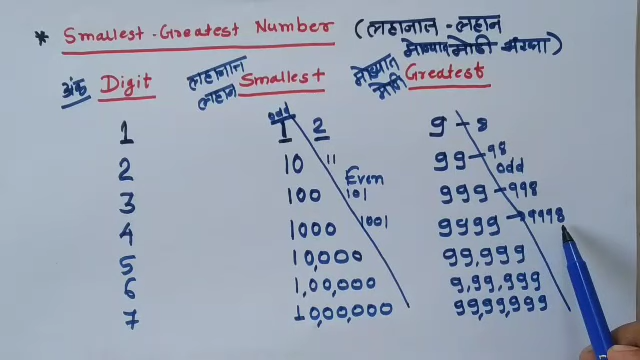 * Smallest-Greatest Number (लहानात - लहान
मोठ्यात मोठी संख्या)
अंक Digit लहानात लहान Smallest मोठ्यात मोठी Greatest
odd
1 1 2 9 - 8
2 10 11 Even 99 - 98 odd
3 100 101 999 - 998
4 1000 1001 9999 → 9998
5 10,000 99,999
6 1,00,000 9,99,999
7 10,00,000 99,99,999